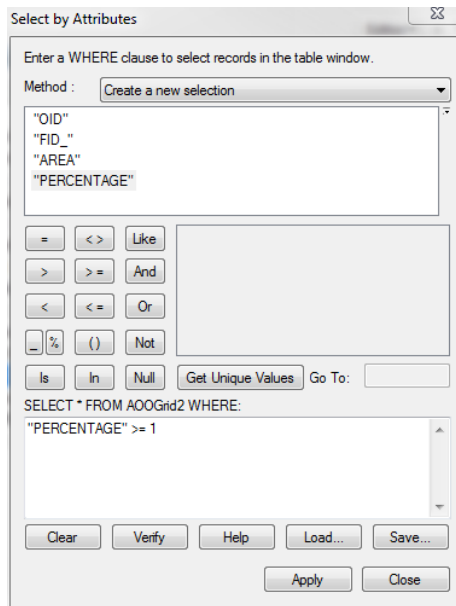 Select by Attributes
Enter a WHERE clause to select records in the table window.
Method : Create a new selection
"OID"
"FID_"
"AREA"
"PERCENTAGE"
= < > Like
> > = And
< < = Or
_ % ( ) Not
Is In Null Get Unique Values Go To:
SELECT * FROM AOOGrid2 WHERE:
"PERCENTAGE" >= 1
Clear Verify Help Load... Save...
Apply Close